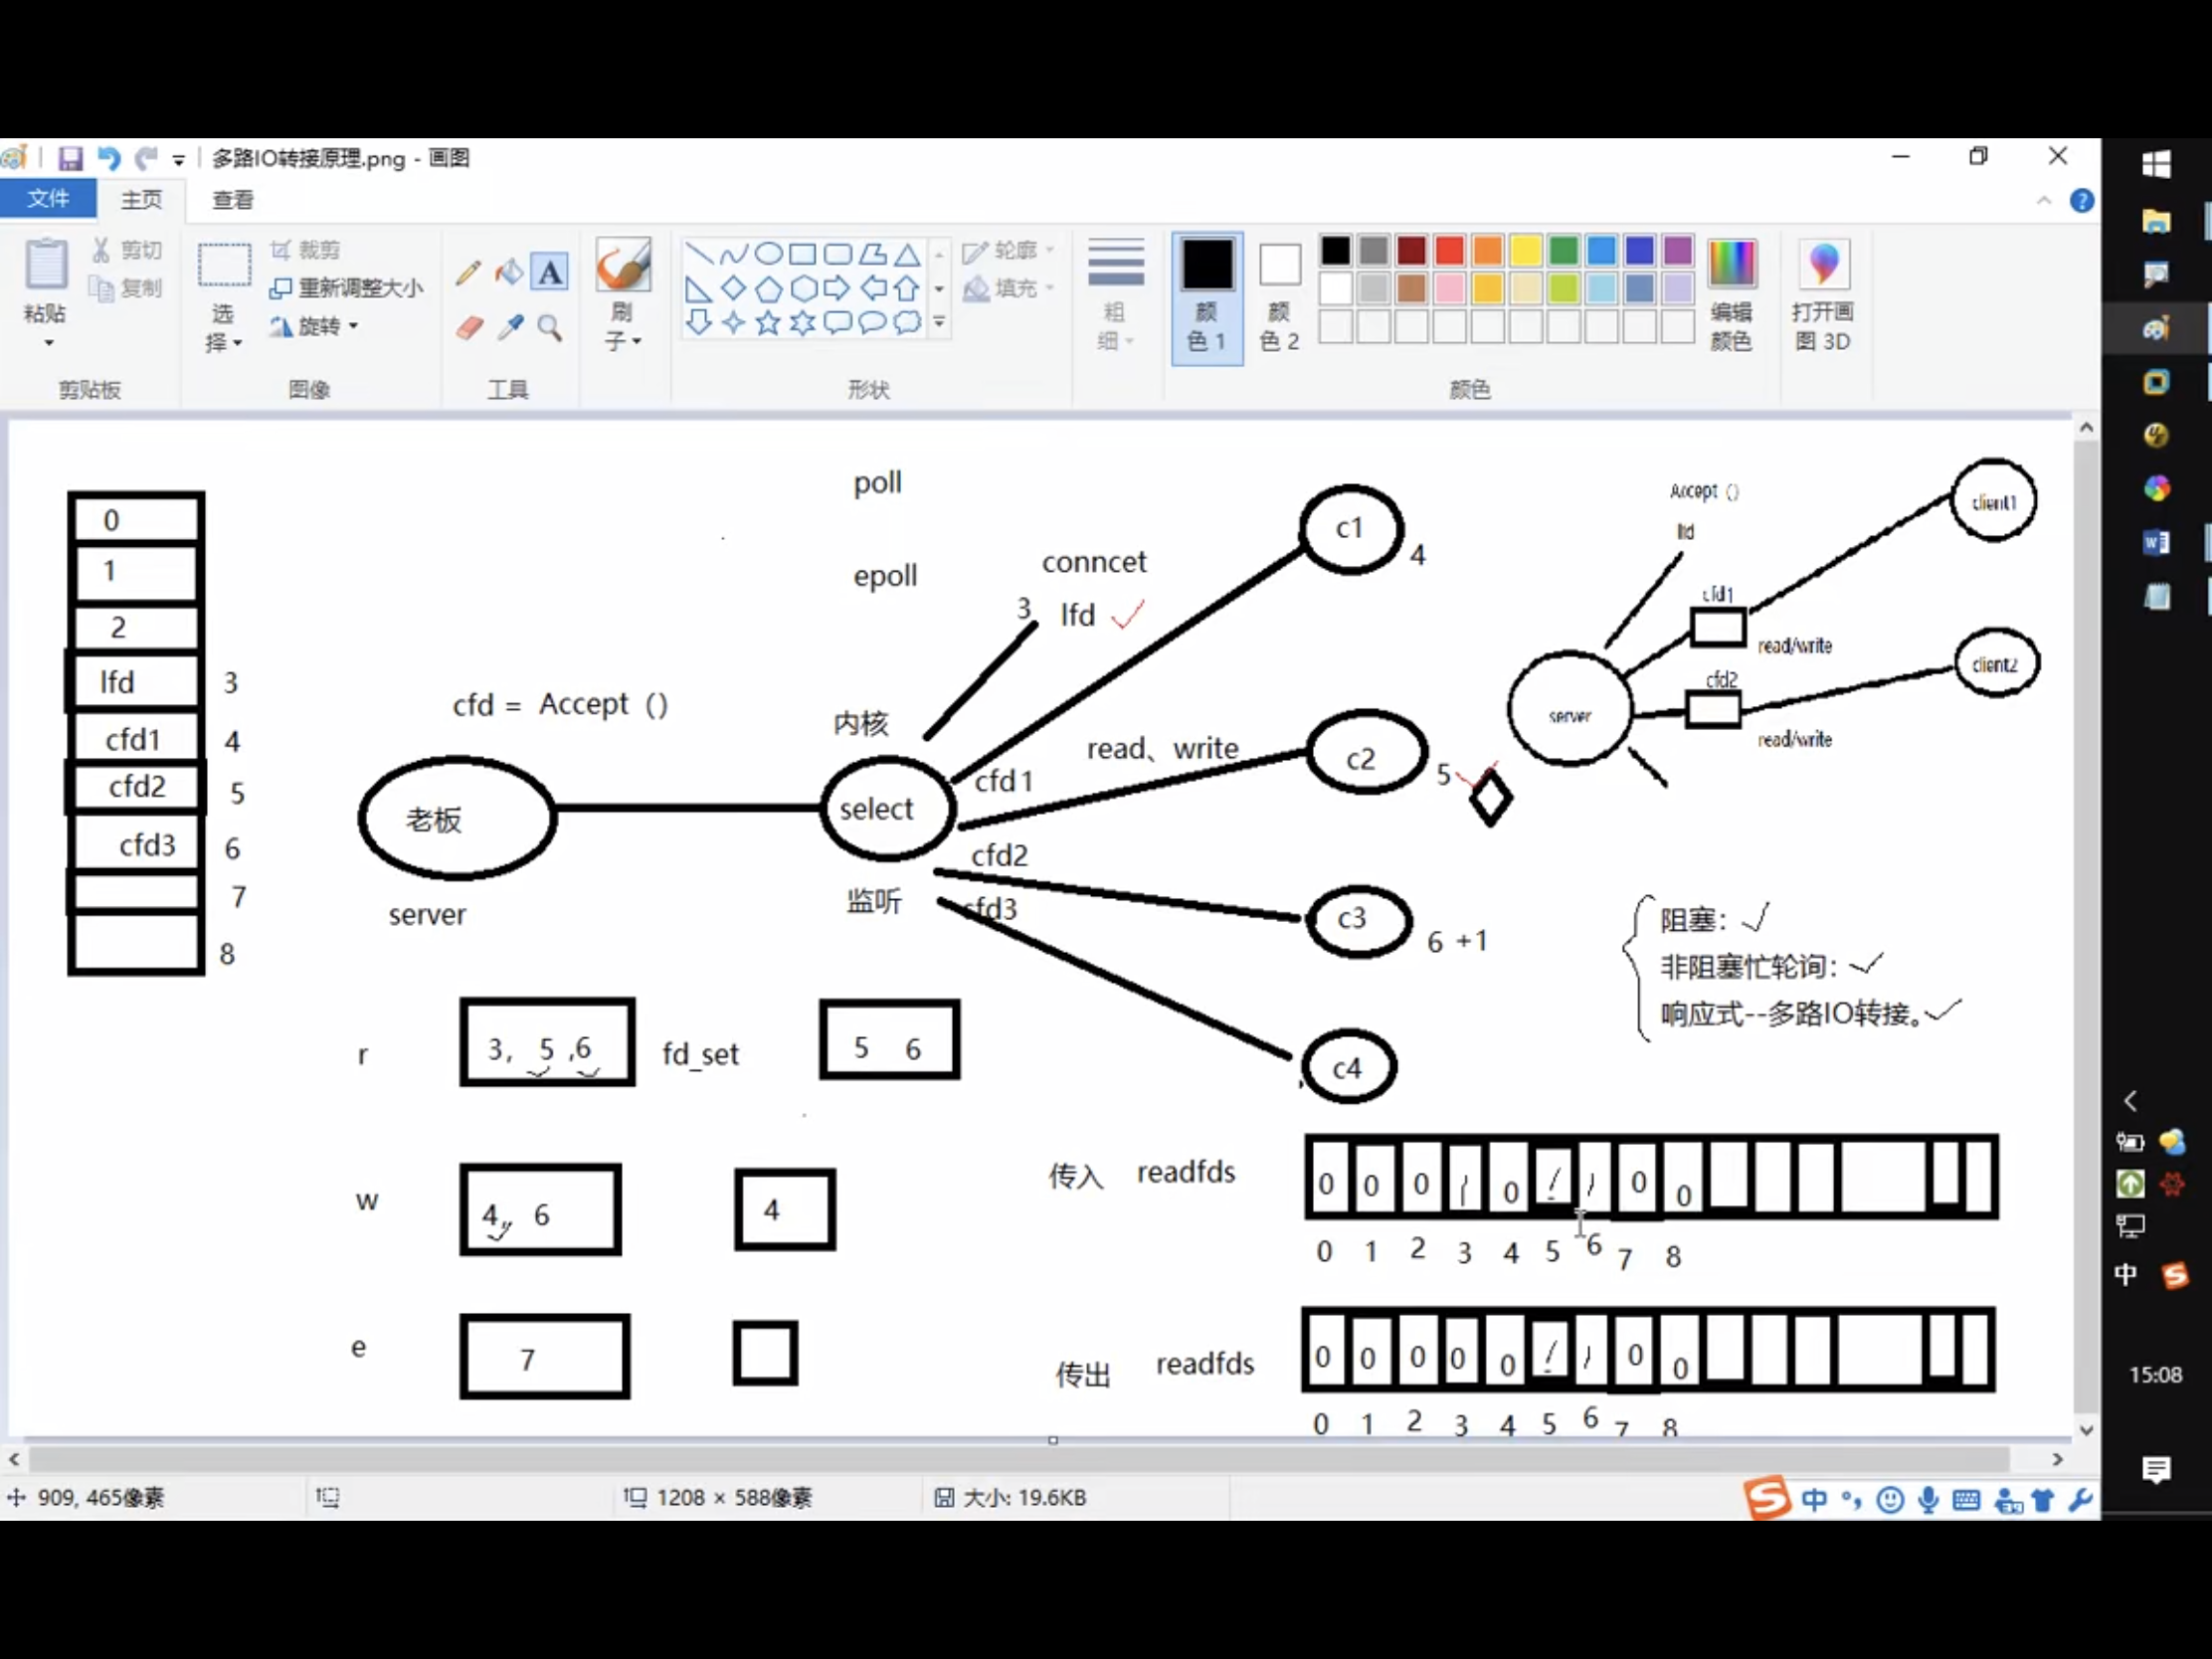 多路IO转接原理.png - 画图
文件 主页 查看
粘贴 剪切 复制 剪贴板
选择 裁剪 重新调整大小 旋转 图像
A
工具
刷子
形状
轮廓
填充
粗细
颜色 1
颜色 2
颜色
编辑颜色
打开画图 3D
0
1
2
lfd 3
cfd1 4
cfd2 5
cfd3 6
7
8
poll
epoll
conncet
3 lfd
cfd = Accept ()
内核
老板
select
server
监听
cfd1
cfd2
cfd3
read、write
c1
4
c2
5
c3
6 +1
c4
Accept ()
lfd
cfd1
read/write
cfd2
read/write
server
client1
client2
阻塞：
非阻塞忙轮询：
响应式--多路IO转接。
r 3, 5 ,6 fd_set 5 6
w 4,, 6 4
e 7
传入 readfds 0 0 0 1 0 1 1 0 0
0 1 2 3 4 5 6 7 8
传出 readfds 0 0 0 0 0 1 1 0 0
0 1 2 3 4 5 6 7 8
909, 465像素
1208 × 588像素
大小: 19.6KB
中
中
15:08